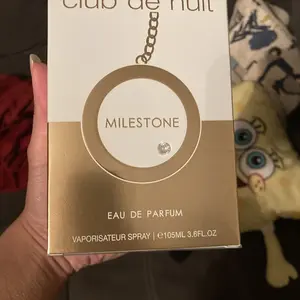 club de nuit
MILESTONE
EAU DE PARFUM
VAPORISATEUR SPRAY | ℮105ML 3.6FL.OZ